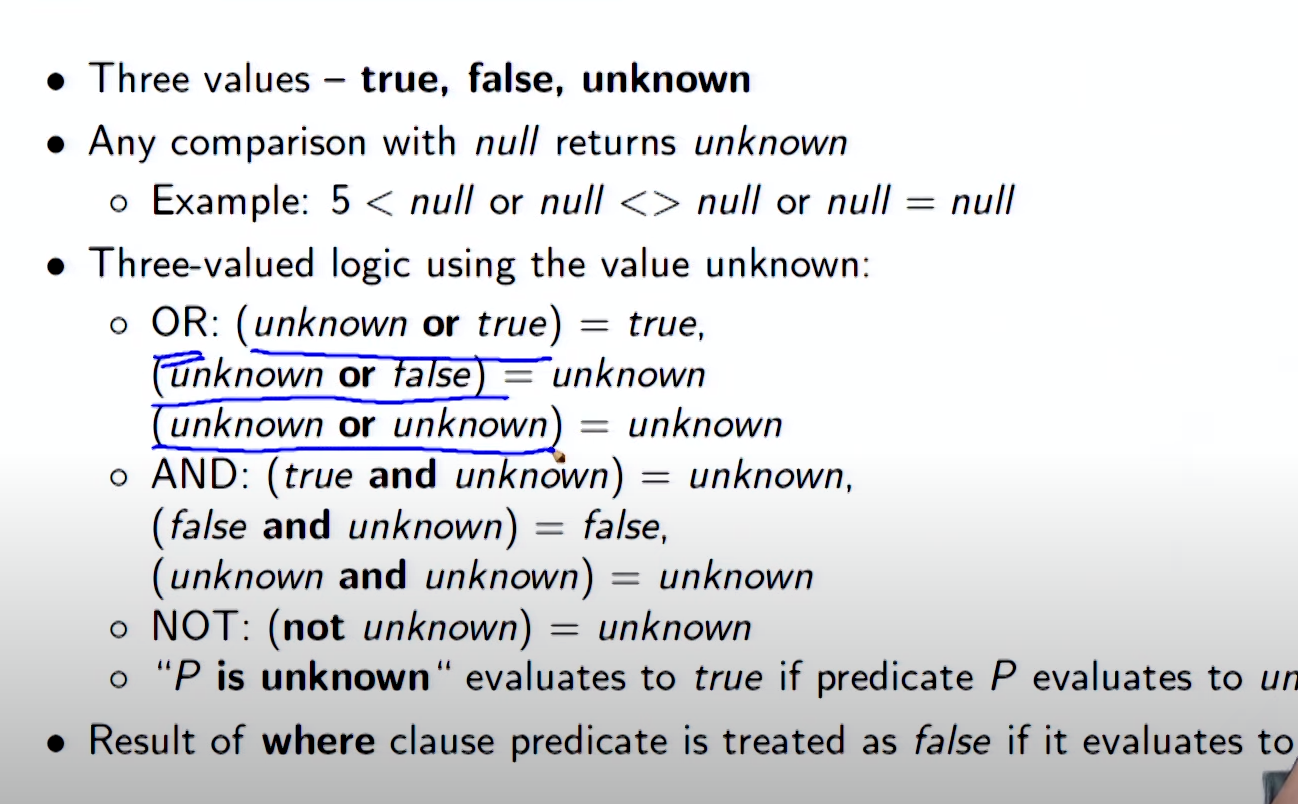 • Three values – true, false, unknown
• Any comparison with null returns unknown
○ Example: 5 < null or null <> null or null = null
• Three-valued logic using the value unknown:
○ OR: (unknown or true) = true,
(unknown or false) = unknown
(unknown or unknown) = unknown
○ AND: (true and unknown) = unknown,
(false and unknown) = false,
(unknown and unknown) = unknown
○ NOT: (not unknown) = unknown
○ “P is unknown“ evaluates to true if predicate P evaluates to un
• Result of where clause predicate is treated as false if it evaluates to